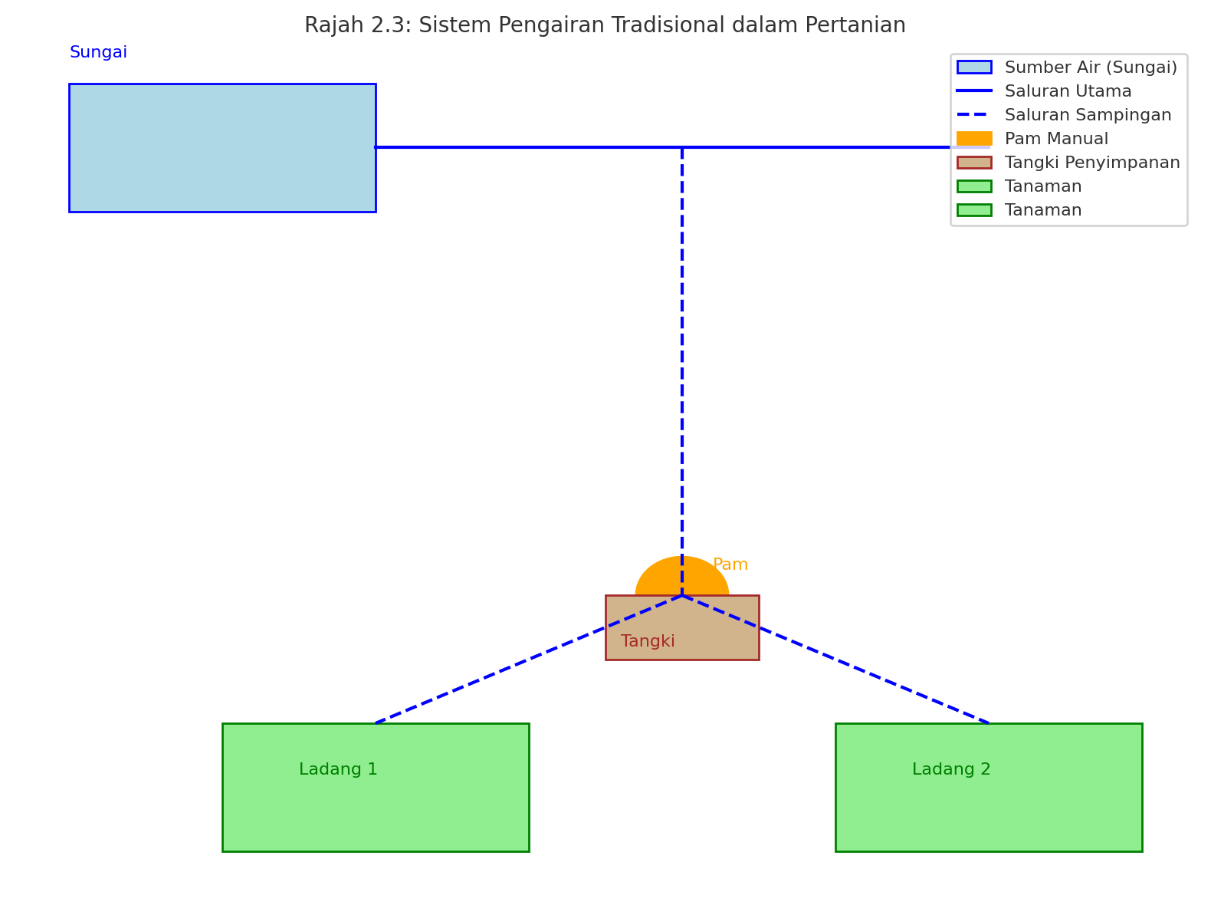 Rajah 2.3: Sistem Pengairan Tradisional dalam Pertanian
Sungai
Sumber Air (Sungai)
Saluran Utama
Saluran Sampingan
Pam Manual
Tangki Penyimpanan
Tanaman
Tanaman
Pam
Tangki
Ladang 1
Ladang 2